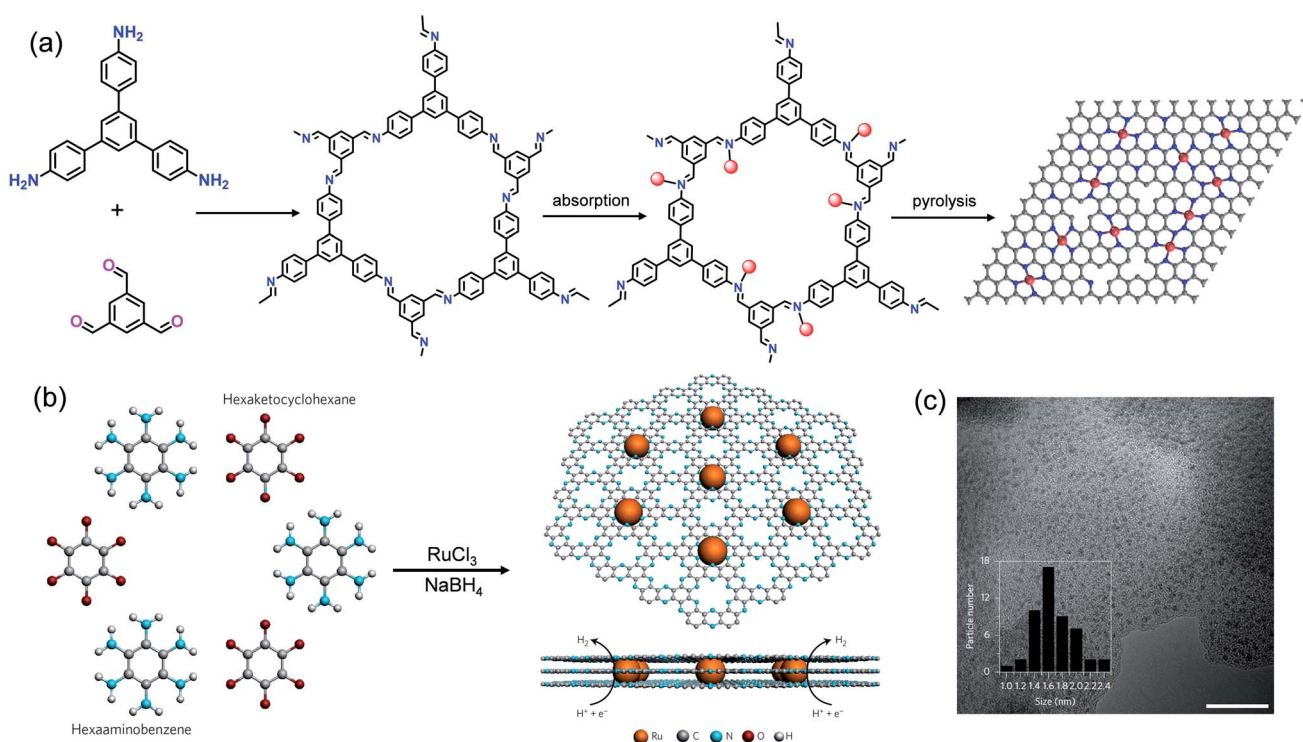 (a)
NH₂
H₂N
NH₂
+
O
O
O
N
N
N
N
N
N
N
N
N
N
N
N
absorption
N
N
N
N
N
N
N
N
N
N
N
N
pyrolysis
(b)
Hexaketocyclohexane
RuCl₃
NaBH₄
Hexaaminobenzene
H₂
H₂
H⁺ + e⁻
H⁺ + e⁻
Ru C N O H
(c)
Particle number
18
12
6
0
1.0 1.2 1.4 1.6 1.8 2.0 2.2 2.4
Size (nm)